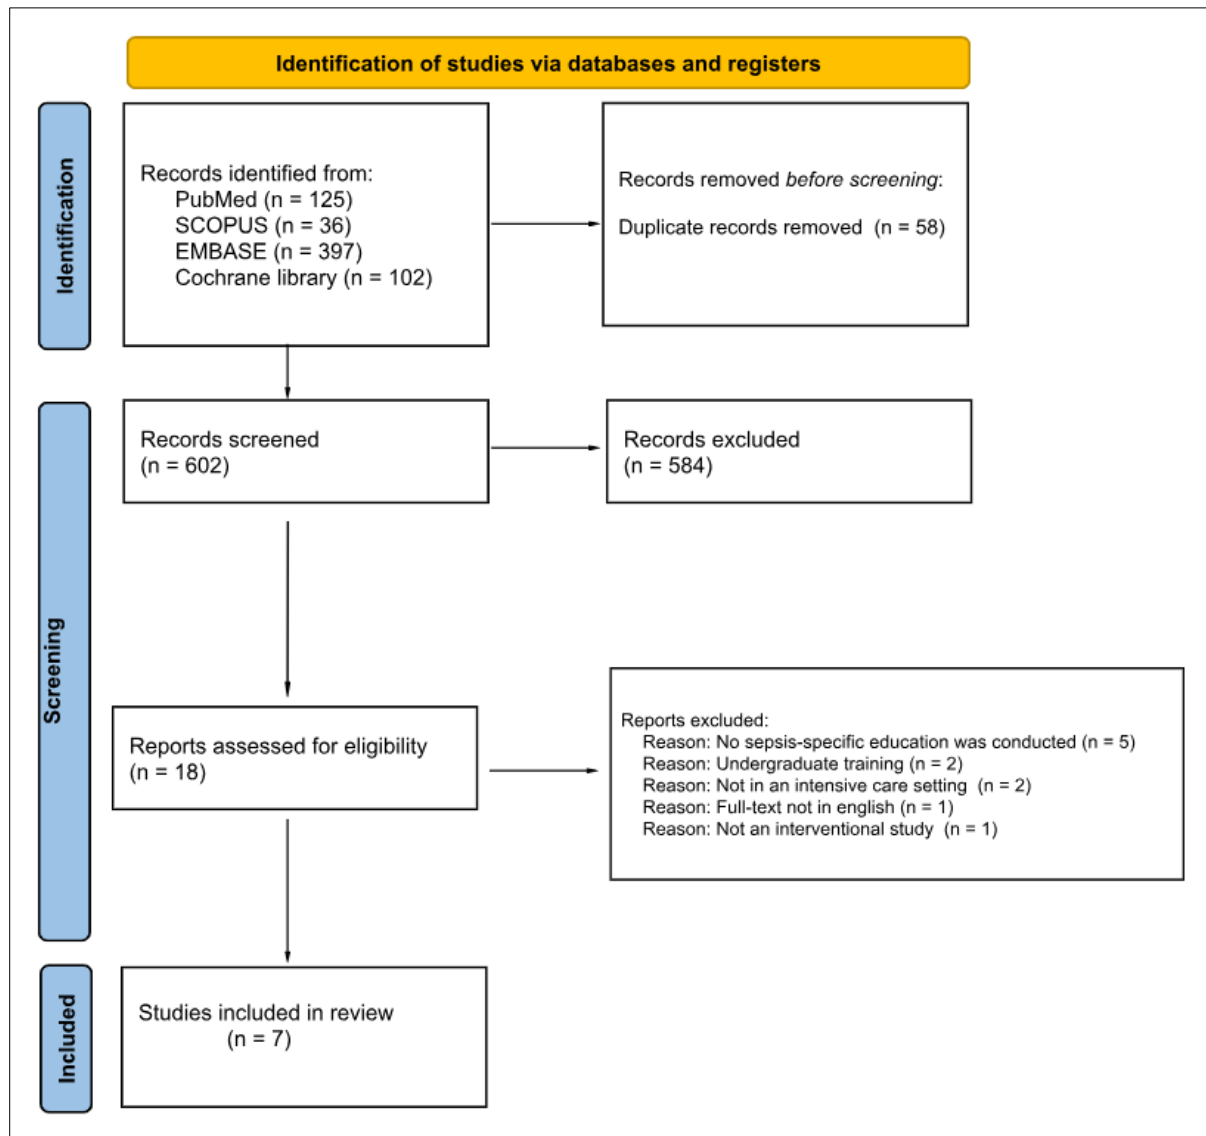 Identification of studies via databases and registers
Identification
Records identified from:
PubMed (n = 125)
SCOPUS (n = 36)
EMBASE (n = 397)
Cochrane library (n = 102)
Records removed before screening:
Duplicate records removed (n = 58)
Screening
Records screened
(n = 602)
Records excluded
(n = 584)
Reports assessed for eligibility
(n = 18)
Reports excluded:
Reason: No sepsis-specific education was conducted (n = 5)
Reason: Undergraduate training (n = 2)
Reason: Not in an intensive care setting (n = 2)
Reason: Full-text not in english (n = 1)
Reason: Not an interventional study (n = 1)
Included
Studies included in review
(n = 7)